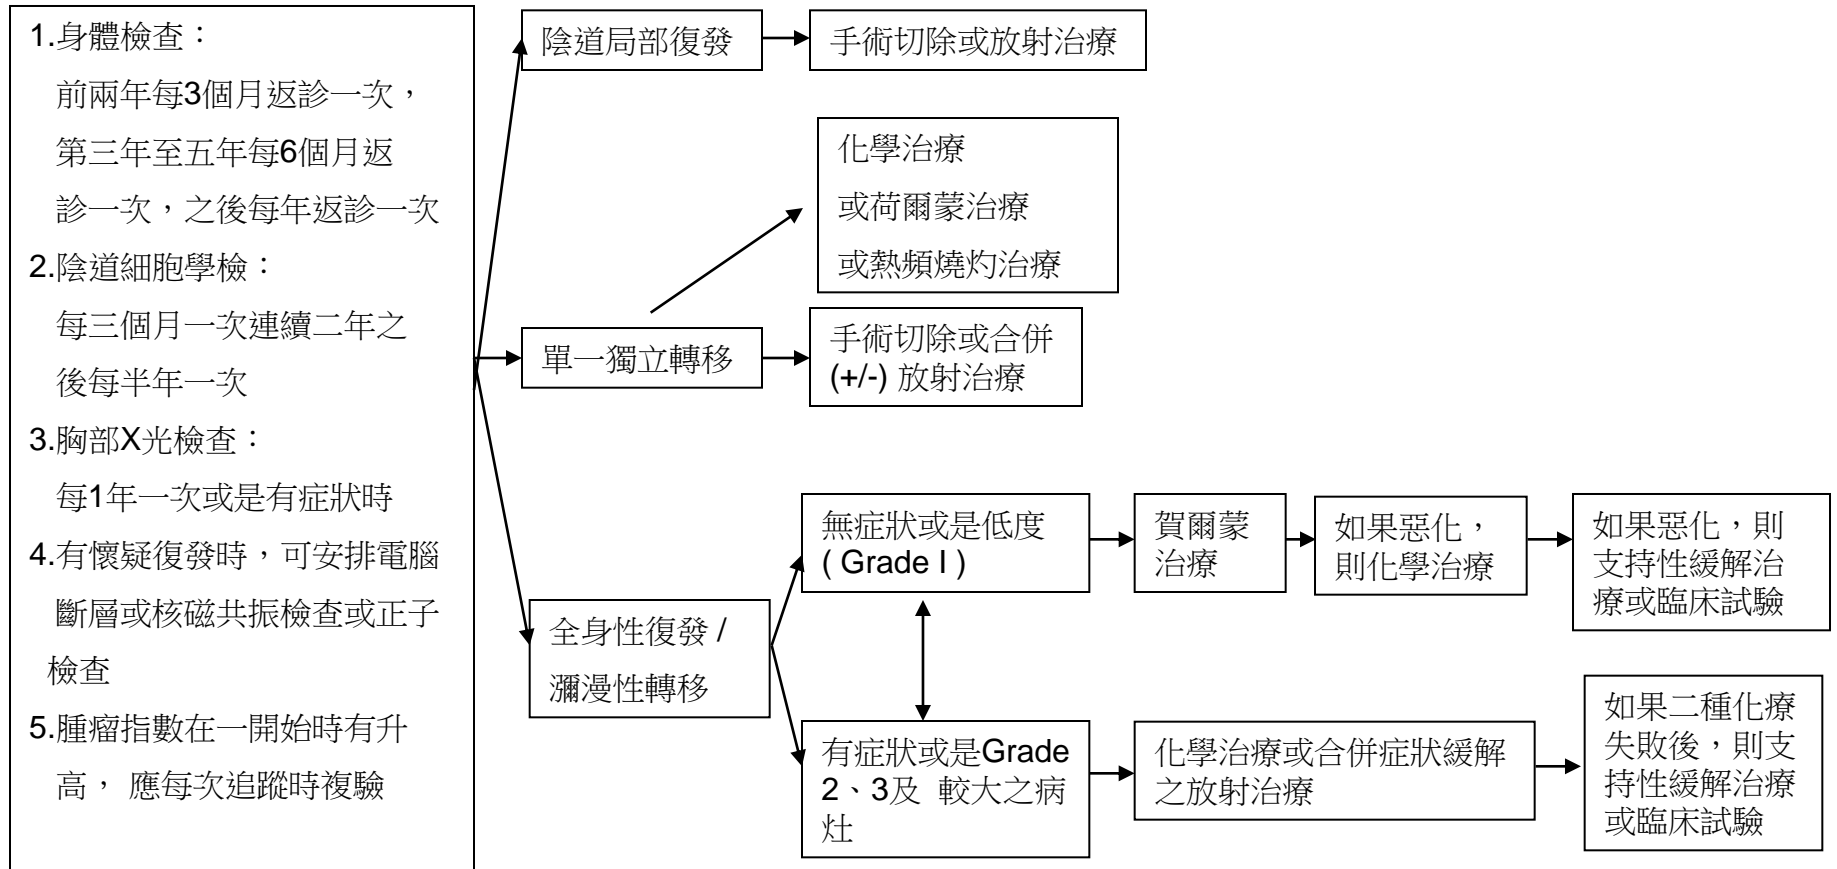 1.身體檢查：
前兩年每3個月返診一次，
第三年至五年每6個月返
診一次，之後每年返診一次
2.陰道細胞學檢：
每三個月一次連續二年之
後每半年一次
3.胸部X光檢查：
每1年一次或是有症狀時
4.有懷疑復發時，可安排電腦
斷層或核磁共振檢查或正子
檢查
5.腫瘤指數在一開始時有升
高， 應每次追蹤時複驗
陰道局部復發
手術切除或放射治療
單一獨立轉移
化學治療
或荷爾蒙治療
或熱頻燒灼治療
手術切除或合併
(+/-) 放射治療
全身性復發 /
瀰漫性轉移
無症狀或是低度
( Grade I )
賀爾蒙
治療
如果惡化，
則化學治療
如果惡化，則
支持性緩解治
療或臨床試驗
有症狀或是Grade
2、3及 較大之病
灶
化學治療或合併症狀緩解
之放射治療
如果二種化療
失敗後，則支
持性緩解治療
或臨床試驗